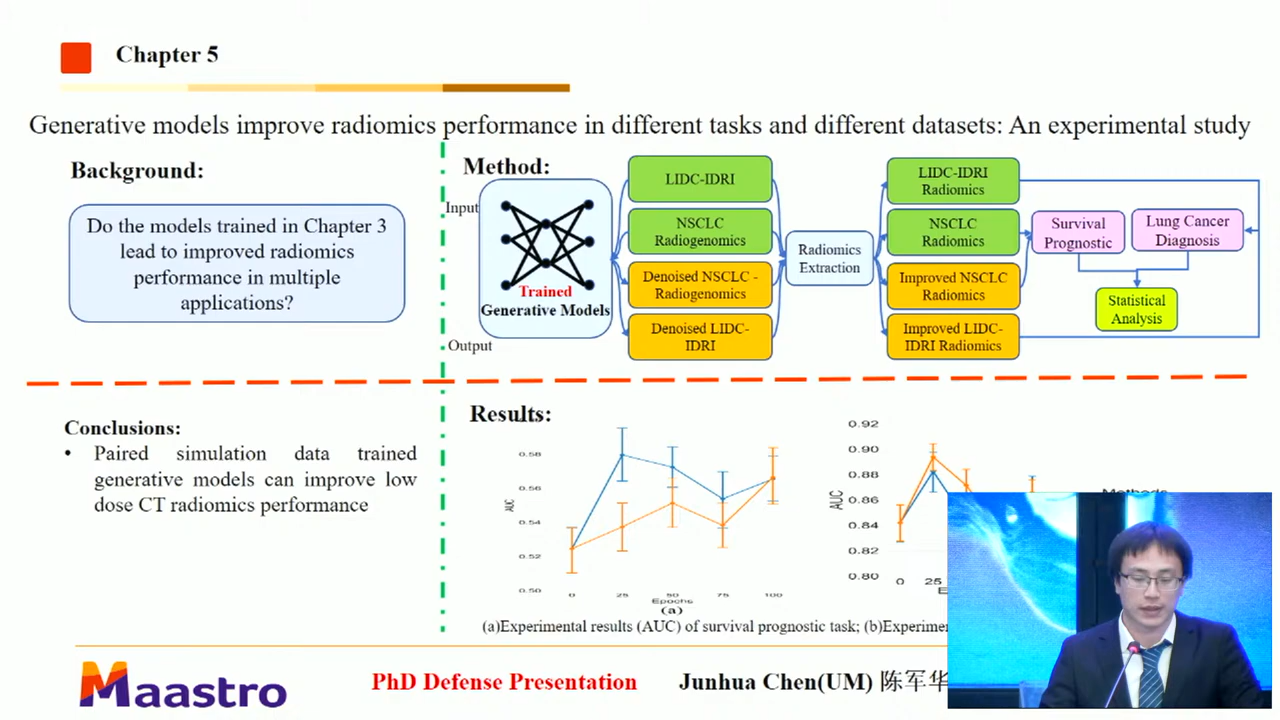 Chapter 5
Generative models improve radiomics performance in different tasks and different datasets: An experimental study
Background:
Do the models trained in Chapter 3
lead to improved radiomics
performance in multiple
applications?
Method:
Input
Trained
Generative Models
Output
LIDC-IDRI
NSCLC
Radiogenomics
Denoised NSCLC -
Radiogenomics
Denoised LIDC-
IDRI
Radiomics
Extraction
LIDC-IDRI
Radiomics
NSCLC
Radiomics
Improved NSCLC
Radiomics
Improved LIDC-
IDRI Radiomics
Survival
Prognostic
Lung Cancer
Diagnosis
Statistical
Analysis
Conclusions:
• Paired simulation data trained
generative models can improve low
dose CT radiomics performance
Results:
0.58
0.56
0.54
0.52
0.50
AUC
0 25 50 75 100
Epochs
(a)
0.92
0.90
0.88
0.86
0.84
0.82
0.80
AUC
0 25
(a)Experimental results (AUC) of survival prognostic task; (b)Experime
Maastro
PhD Defense Presentation
Junhua Chen(UM) 陈军华